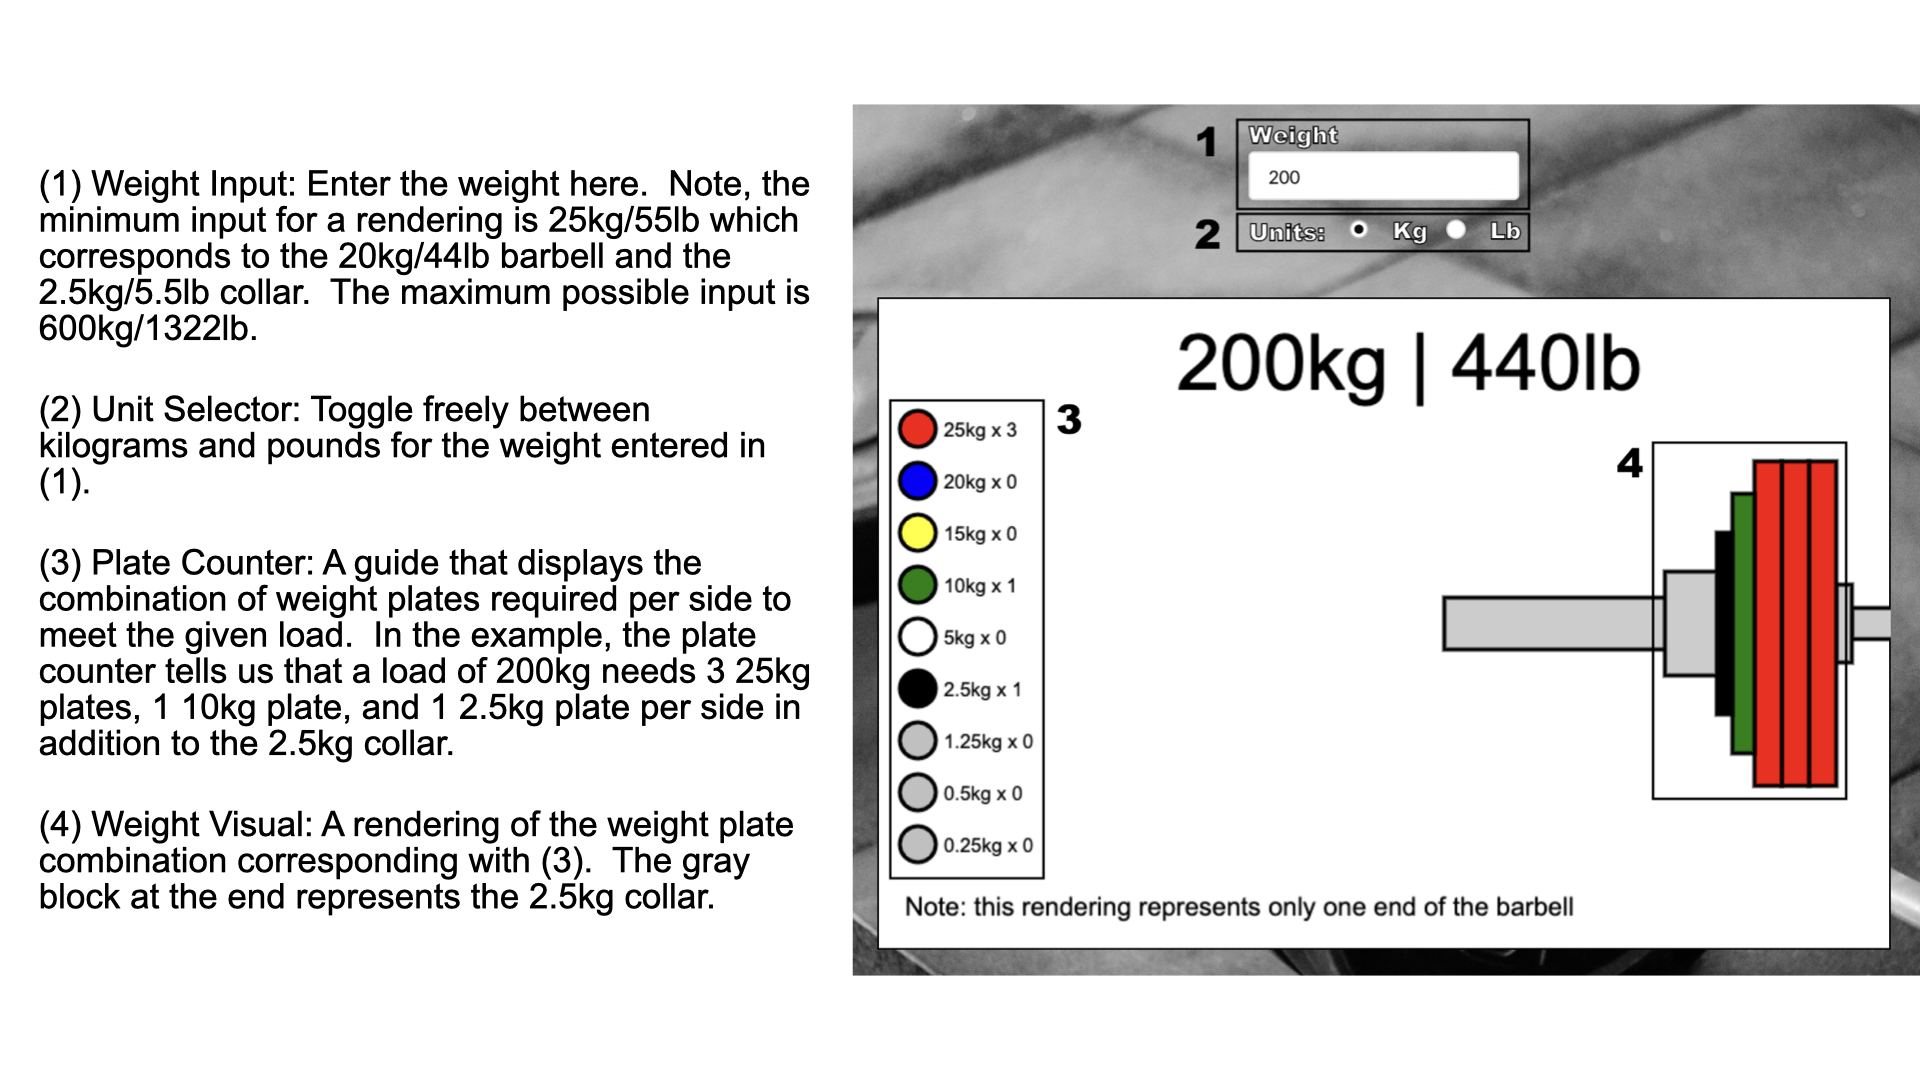 (1) Weight Input: Enter the weight here.  Note, the
minimum input for a rendering is 25kg/55lb which
corresponds to the 20kg/44lb barbell and the
2.5kg/5.5lb collar.  The maximum possible input is
600kg/1322lb.
(2) Unit Selector: Toggle freely between
kilograms and pounds for the weight entered in
(1).
(3) Plate Counter: A guide that displays the
combination of weight plates required per side to
meet the given load.  In the example, the plate
counter tells us that a load of 200kg needs 3 25kg
plates, 1 10kg plate, and 1 2.5kg plate per side in
addition to the 2.5kg collar.
(4) Weight Visual: A rendering of the weight plate
combination corresponding with (3).  The gray
block at the end represents the 2.5kg collar.
1
Weight
200
2
Units: Kg Lb
200kg | 440lb
3
25kg x 3
20kg x 0
15kg x 0
10kg x 1
5kg x 0
2.5kg x 1
1.25kg x 0
0.5kg x 0
0.25kg x 0
4
Note: this rendering represents only one end of the barbell